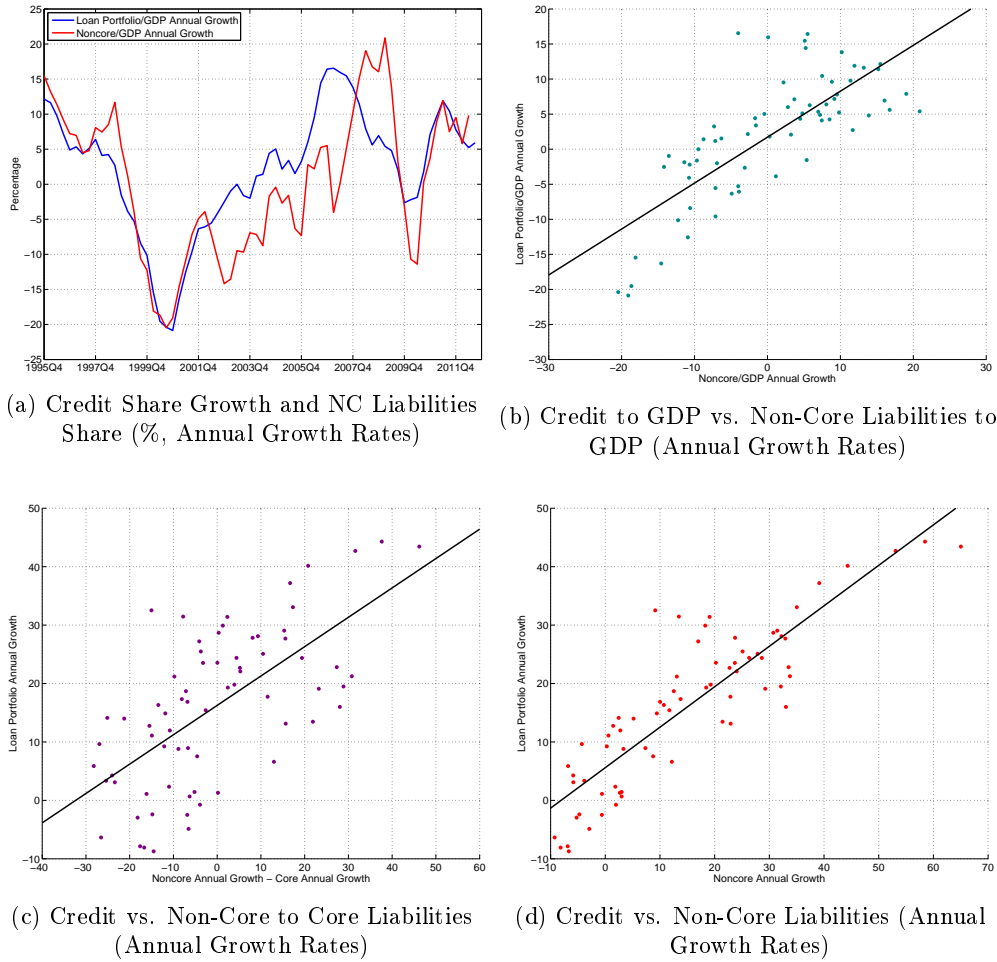 25
20
15
10
5
0
−5
−10
−15
−20
−25
Percentage
Loan Portfolio/GDP Annual Growth
Noncore/GDP Annual Growth
1995Q4 1997Q4 1999Q4 2001Q4 2003Q4 2005Q4 2007Q4 2009Q4 2011Q4
(a) Credit Share Growth and NC Liabilities
Share (%, Annual Growth Rates)
20
15
10
5
0
−5
−10
−15
20
25
−30
Loan Portfolio/GDP Annual Growth
−30 −20 −10 0 10 20 30
Noncore/GDP Annual Growth
(b) Credit to GDP vs. Non-Core Liabilities to
GDP (Annual Growth Rates)
50
40
30
20
10
0
−10
Loan Portfolio Annual Growth
−40 −30 −20 −10 0 10 20 30 40 50 60
Noncore Annual Growth − Core Annual Growth
(c) Credit vs. Non-Core to Core Liabilities
(Annual Growth Rates)
50
40
30
20
10
0
−10
Loan Portfolio Annual Growth
−10 0 10 20 30 40 50 60 70
Noncore Annual Growth
(d) Credit vs. Non-Core Liabilities (Annual
Growth Rates)